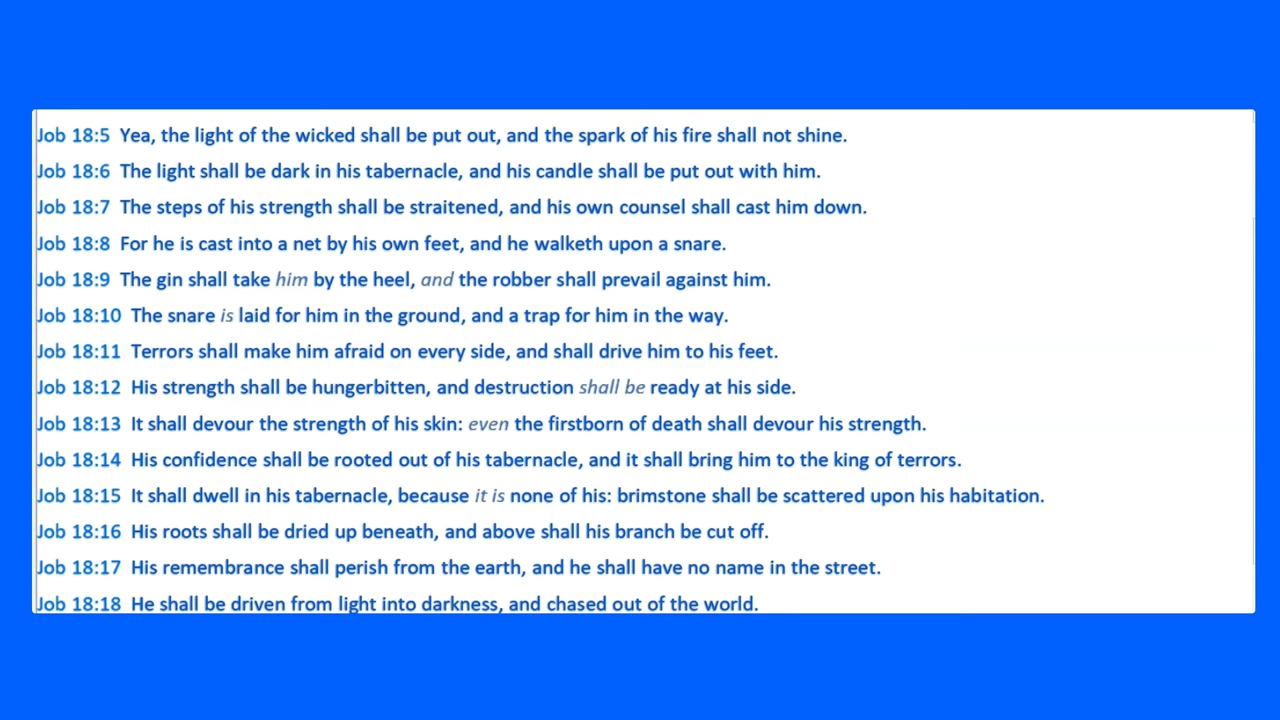 Job 18:5 Yea, the light of the wicked shall be put out, and the spark of his fire shall not shine.
Job 18:6 The light shall be dark in his tabernacle, and his candle shall be put out with him.
Job 18:7 The steps of his strength shall be straitened, and his own counsel shall cast him down.
Job 18:8 For he is cast into a net by his own feet, and he walketh upon a snare.
Job 18:9 The gin shall take him by the heel, and the robber shall prevail against him.
Job 18:10 The snare is laid for him in the ground, and a trap for him in the way.
Job 18:11 Terrors shall make him afraid on every side, and shall drive him to his feet.
Job 18:12 His strength shall be hungerbitten, and destruction shall be ready at his side.
Job 18:13 It shall devour the strength of his skin: even the firstborn of death shall devour his strength.
Job 18:14 His confidence shall be rooted out of his tabernacle, and it shall bring him to the king of terrors.
Job 18:15 It shall dwell in his tabernacle, because it is none of his: brimstone shall be scattered upon his habitation.
Job 18:16 His roots shall be dried up beneath, and above shall his branch be cut off.
Job 18:17 His remembrance shall perish from the earth, and he shall have no name in the street.
Job 18:18 He shall be driven from light into darkness, and chased out of the world.